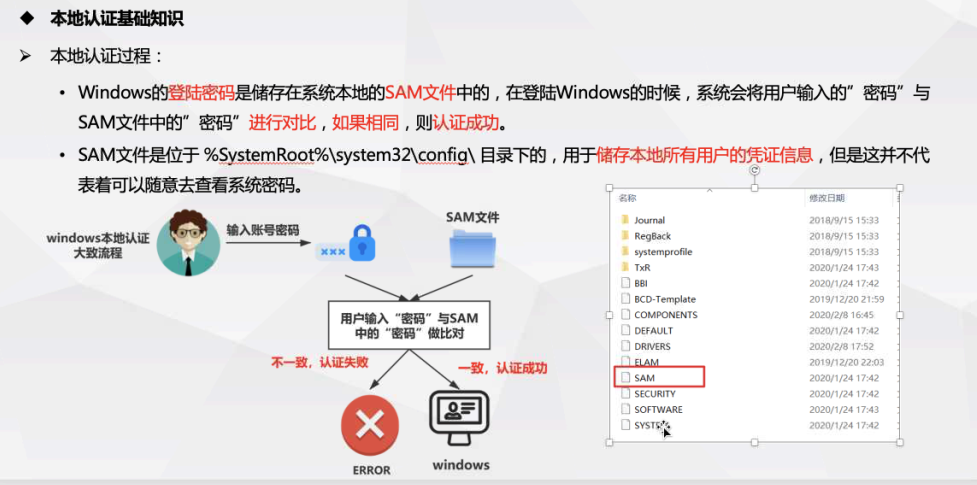 ◆ 本地认证基础知识
➢ 本地认证过程：
• Windows的登陆密码是储存在系统本地的SAM文件中的，在登陆Windows的时候，系统会将用户输入的”密码”与
SAM文件中的”密码”进行对比，如果相同，则认证成功。
• SAM文件是位于 %SystemRoot%\system32\config\ 目录下的，用于储存本地所有用户的凭证信息，但是这并不代
表着可以随意去查看系统密码。
windows本地认证
大致流程
输入账号密码
×××
SAM文件
用户输入“密码”与SAM
中的“密码”做比对
不一致，认证失败
一致，认证成功
ERROR
windows
名称 修改日期
Journal 2018/9/15 15:33
RegBack 2018/9/15 15:33
systemprofile 2018/9/15 15:33
TxR 2020/1/24 17:43
BBI 2020/1/24 17:42
BCD-Template 2019/12/20 21:59
COMPONENTS 2020/2/8 16:45
DEFAULT 2020/1/24 17:42
DRIVERS 2020/2/8 17:52
ELAM 2019/12/20 22:03
SAM 2020/1/24 17:42
SECURITY 2020/1/24 17:42
SOFTWARE 2020/1/24 17:43
2020/1/24 17:42